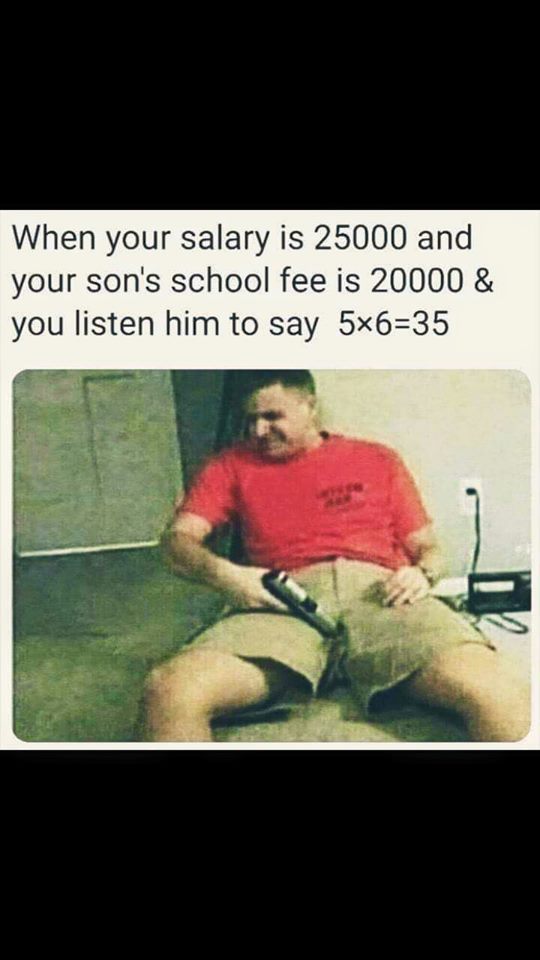 When your salary is 25000 and
your son's school fee is 20000 &
you listen him to say 5×6=35